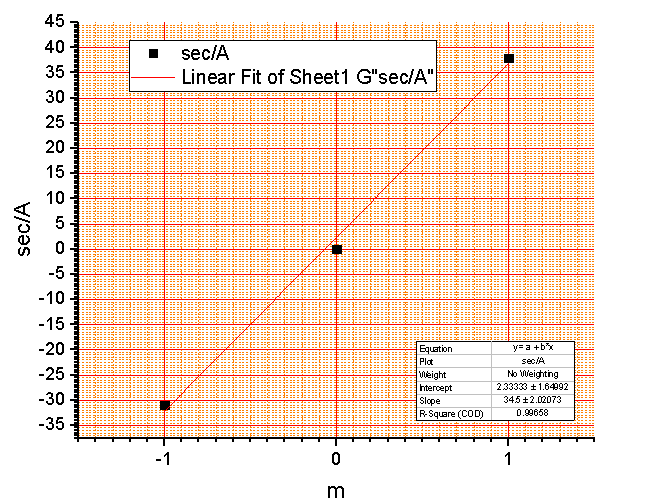 45
40
35
30
25
20
15
10
5
0
-5
-10
-15
-20
-25
-30
-35
sec/A
sec/A
Linear Fit of Sheet1 G"sec/A"
Equation y = a + b*x
Plot sec/A
Weight No Weighting
Intercept 2.33333 ± 1.64992
Slope 34.5 ± 2.02073
R-Square (COD) 0.99658
-1 0 1
m